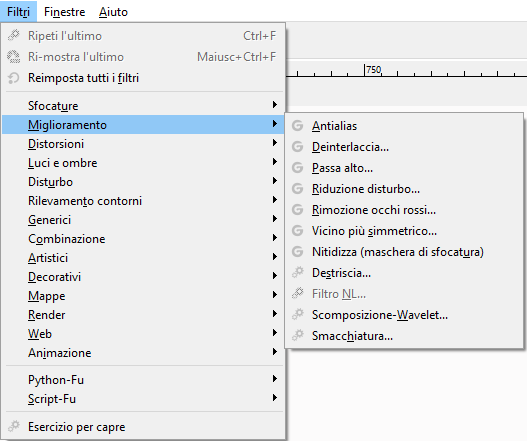 Filtri Finestre Aiuto
Ripeti l'ultimo Ctrl+F
Ri-mostra l'ultimo Maiusc+Ctrl+F
Reimposta tutti i filtri
750
Sfocature
Miglioramento
Distorsioni
Luci e ombre
Disturbo
Rilevamento contorni
Generici
Combinazione
Artistici
Decorativi
Mappe
Render
Web
Animazione
Python-Fu
Script-Fu
Esercizio per capre
Antialias
Deinterlaccia...
Passa alto...
Riduzione disturbo...
Rimozione occhi rossi...
Vicino più simmetrico...
Nitidizza (maschera di sfocatura)
Destriscia...
Filtro NL...
Scomposizione-Wavelet...
Smacchiatura...